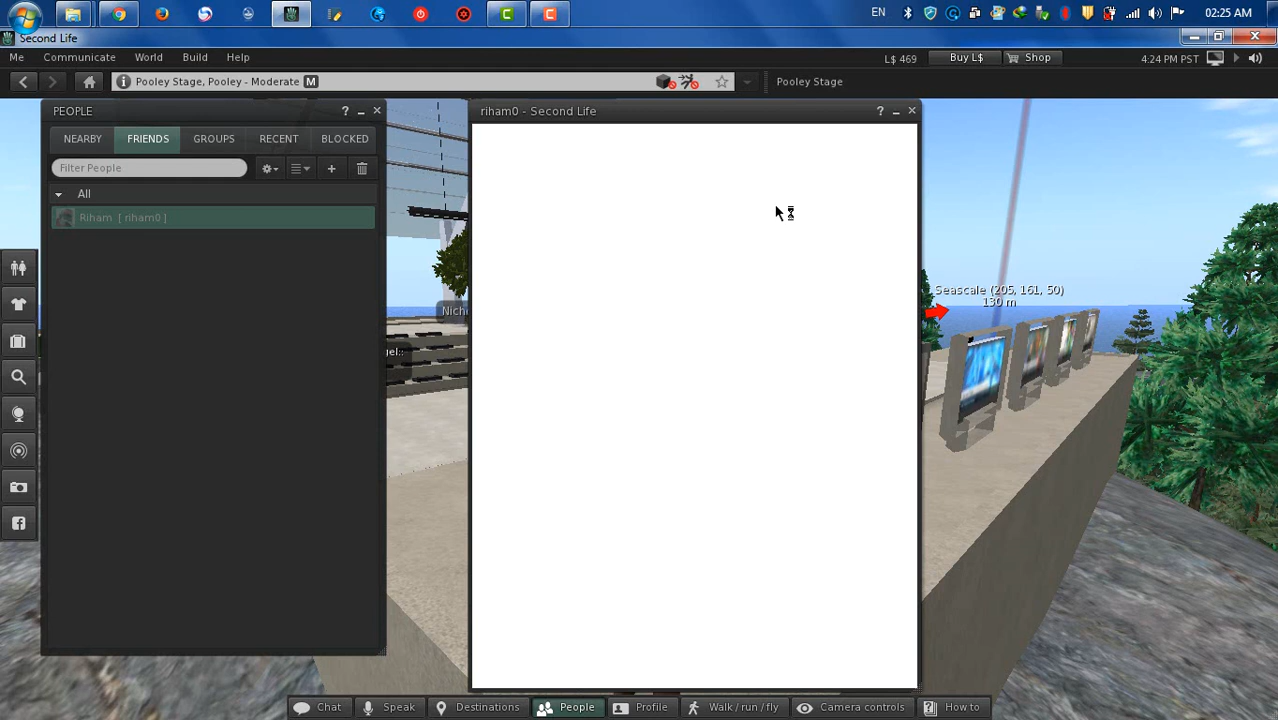 EN
02:25 AM
Second Life
Me Communicate World Build Help
L$ 469 Buy L$ Shop 4:24 PM PST
Pooley Stage, Pooley - Moderate M
Pooley Stage
PEOPLE ?
riham0 - Second Life ?
NEARBY FRIENDS GROUPS RECENT BLOCKED
Filter People
All
Riham [ riham0 ]
Seascale (205, 161, 50)
130 m
Nich
gel::
Chat Speak Destinations People Profile Walk / run / fly Camera controls How to